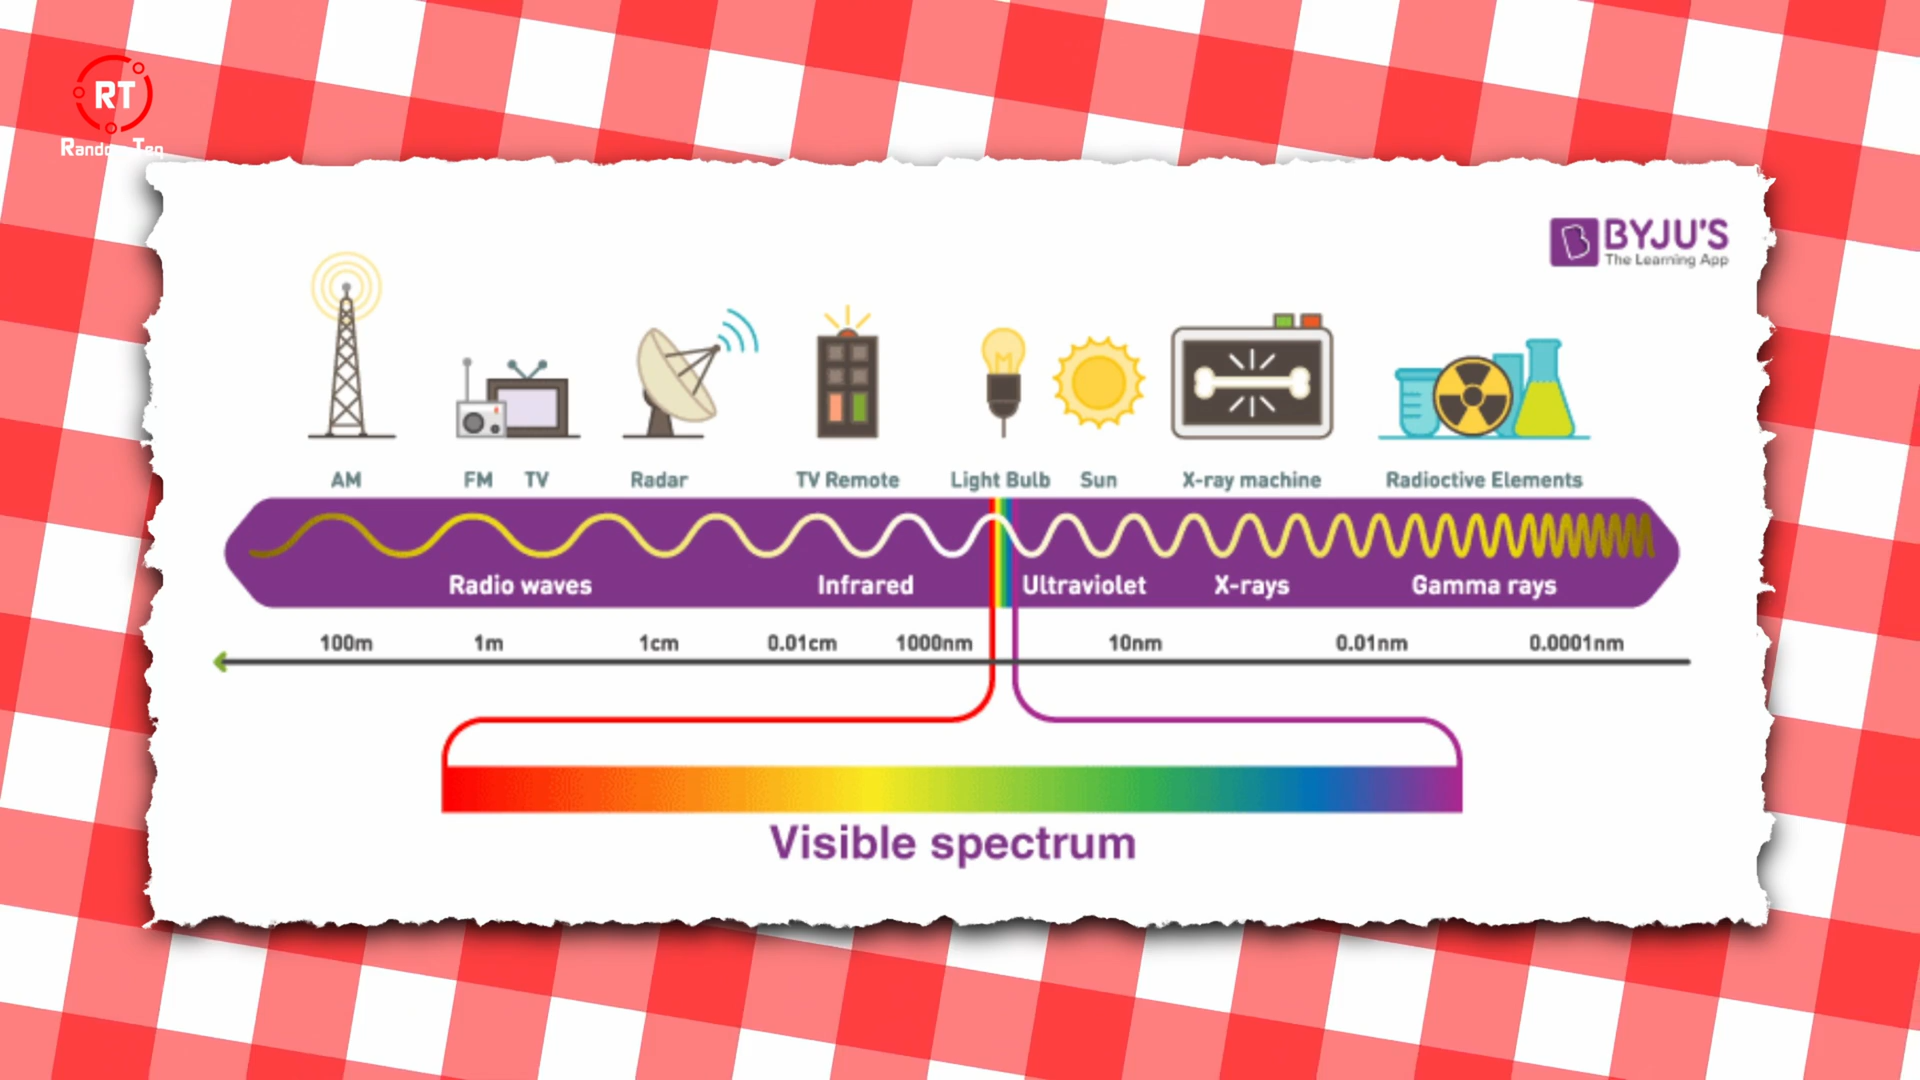 RT
Random Teq
BYJU'S
The Learning App
AM FM TV Radar TV Remote Light Bulb Sun X-ray machine Radioctive Elements
Radio waves Infrared Ultraviolet X-rays Gamma rays
100m 1m 1cm 0.01cm 1000nm 10nm 0.01nm 0.0001nm
Visible spectrum